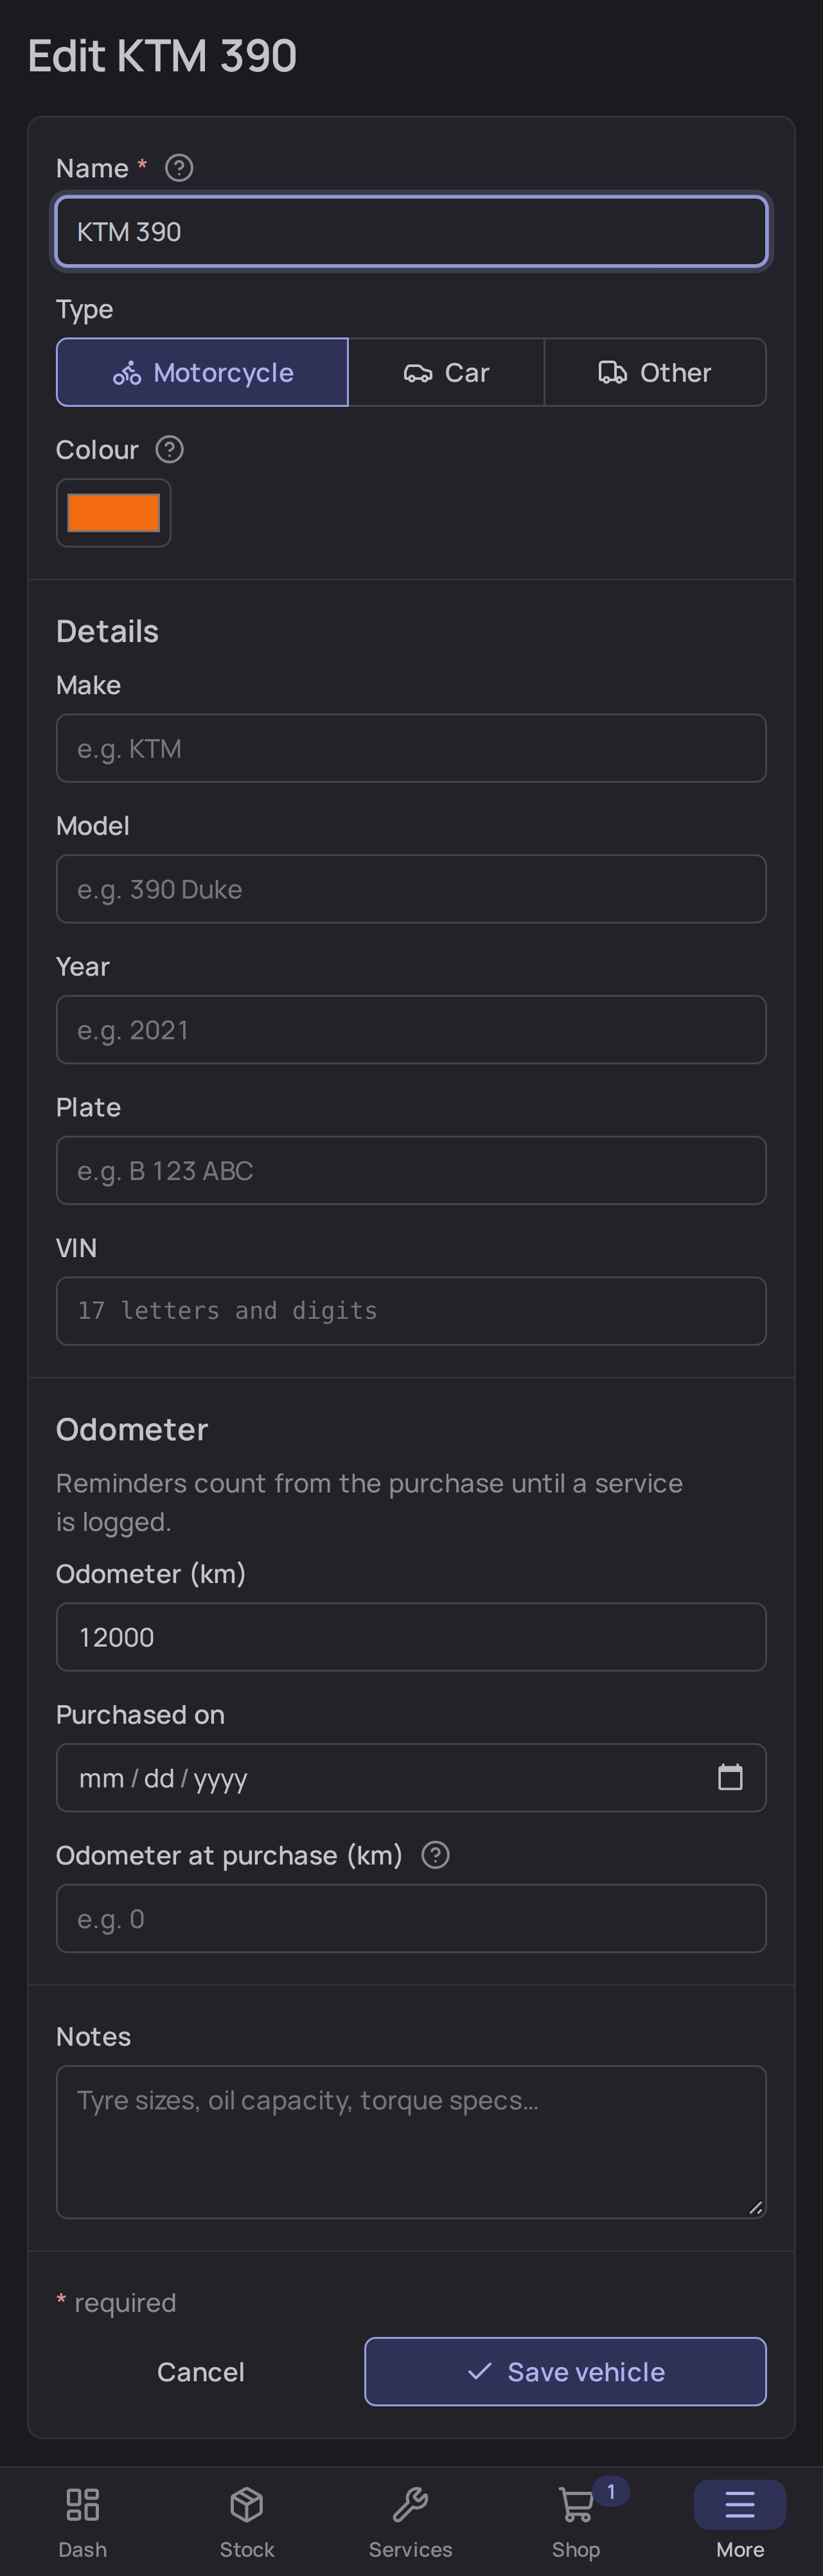 Edit KTM 390
Name *
KTM 390
Type
Motorcycle Car Other
Colour
Details
Make
e.g. KTM
Model
e.g. 390 Duke
Year
e.g. 2021
Plate
e.g. B 123 ABC
VIN
17 letters and digits
Odometer
Reminders count from the purchase until a service
is logged.
Odometer (km)
12000
Purchased on
mm / dd / yyyy
Odometer at purchase (km)
e.g. 0
Notes
Tyre sizes, oil capacity, torque specs…
* required
Cancel Save vehicle
1
Dash Stock Services Shop More